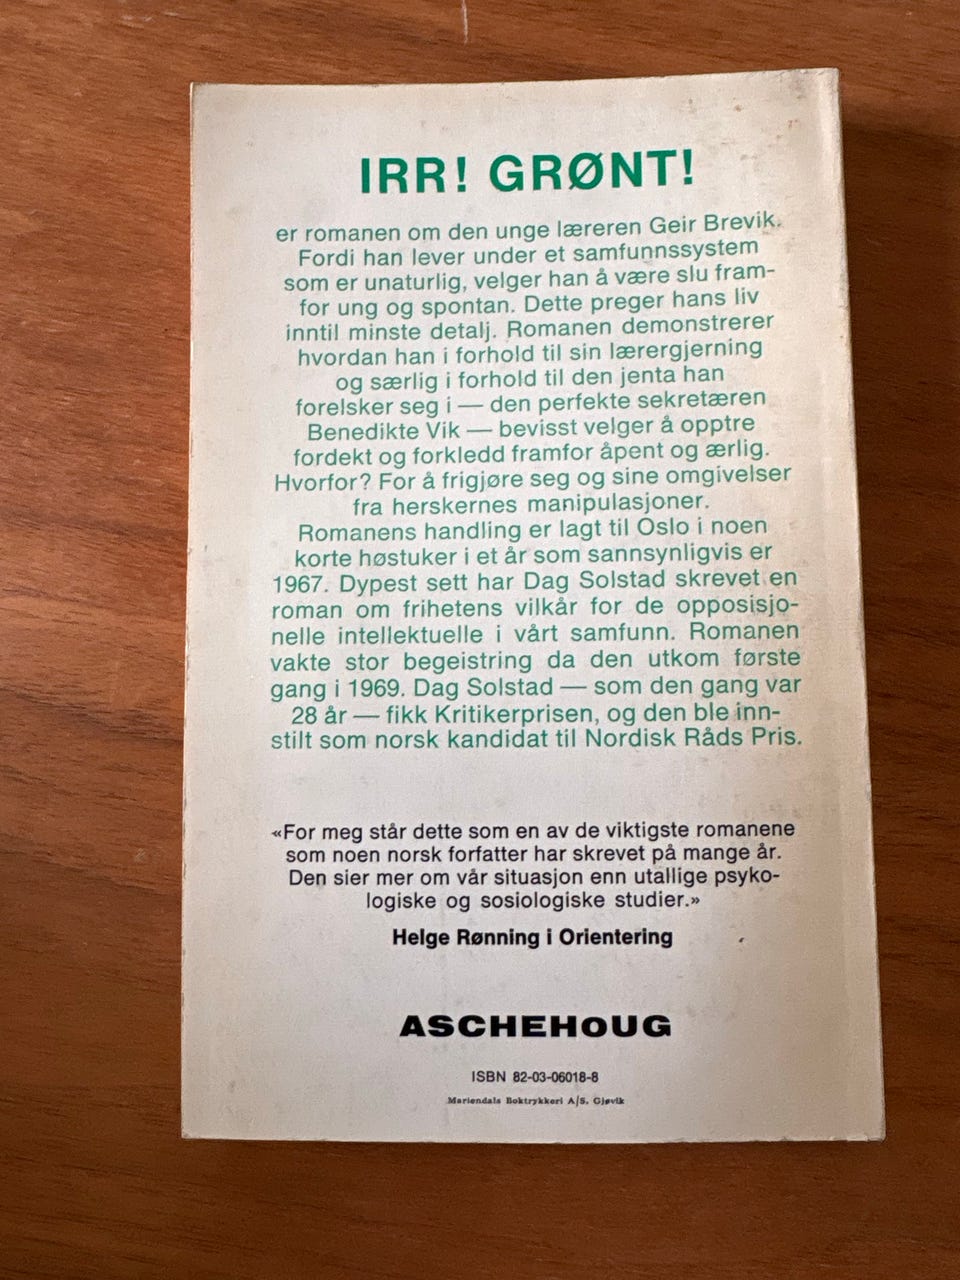 IRR! GRØNT!
er romanen om den unge læreren Geir Brevik.
Fordi han lever under et samfunnssystem
som er unaturlig, velger han å være slu fram-
for ung og spontan. Dette preger hans liv
inntil minste detalj. Romanen demonstrerer
hvordan han i forhold til sin lærergjerning
og særlig i forhold til den jenta han
forelsker seg i — den perfekte sekretæren
Benedikte Vik — bevisst velger å opptre
fordekt og forkledd framfor åpent og ærlig.
Hvorfor? For å frigjøre seg og sine omgivelser
fra herskernes manipulasjoner.
Romanens handling er lagt til Oslo i noen
korte høstuker i et år som sannsynligvis er
1967. Dypest sett har Dag Solstad skrevet en
roman om frihetens vilkår for de opposisjo-
nelle intellektuelle i vårt samfunn. Romanen
vakte stor begeistring da den utkom første
gang i 1969. Dag Solstad — som den gang var
28 år — fikk Kritikerprisen, og den ble inn-
stilt som norsk kandidat til Nordisk Råds Pris.
«For meg står dette som en av de viktigste romanene
som noen norsk forfatter har skrevet på mange år.
Den sier mer om vår situasjon enn utallige psyko-
logiske og sosiologiske studier.»
Helge Rønning i Orientering
ASCHEHOUG
ISBN 82-03-06018-8
Mariendals Boktrykkeri A/S, Gjøvik